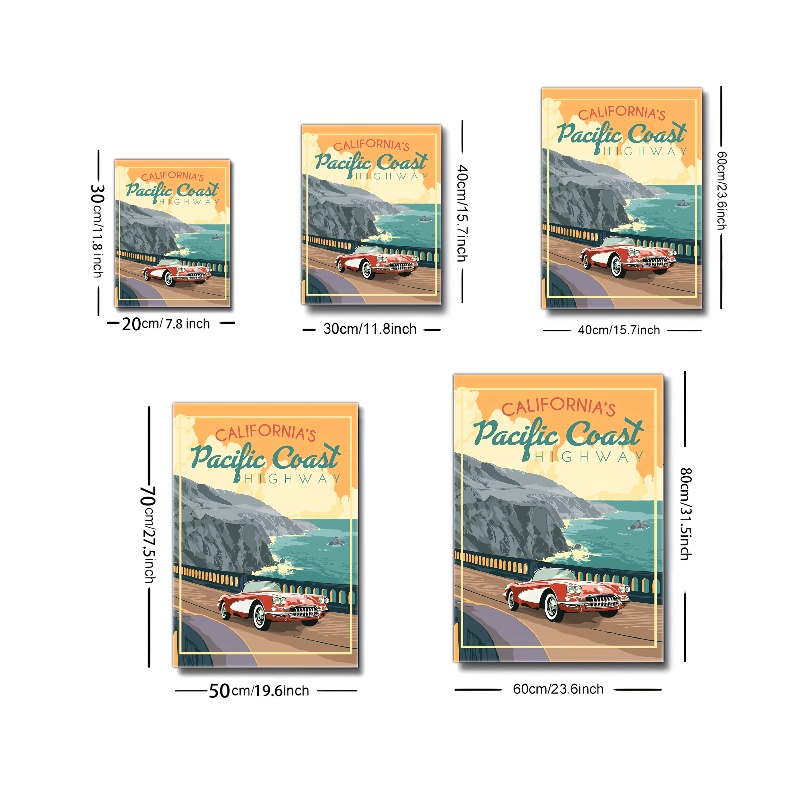 CALIFORNIA'S
Pacific Coast
HIGHWAY
30cm/11.8 inch
20cm/7.8 inch
CALIFORNIA'S
Pacific Coast
HIGHWAY
40cm/15.7inch
30cm/11.8inch
CALIFORNIA'S
Pacific Coast
HIGHWAY
60cm/23.6inch
40cm/15.7inch
CALIFORNIA'S
Pacific Coast
HIGHWAY
70cm/27.5inch
50cm/19.6inch
CALIFORNIA'S
Pacific Coast
HIGHWAY
80cm/31.5inch
60cm/23.6inch